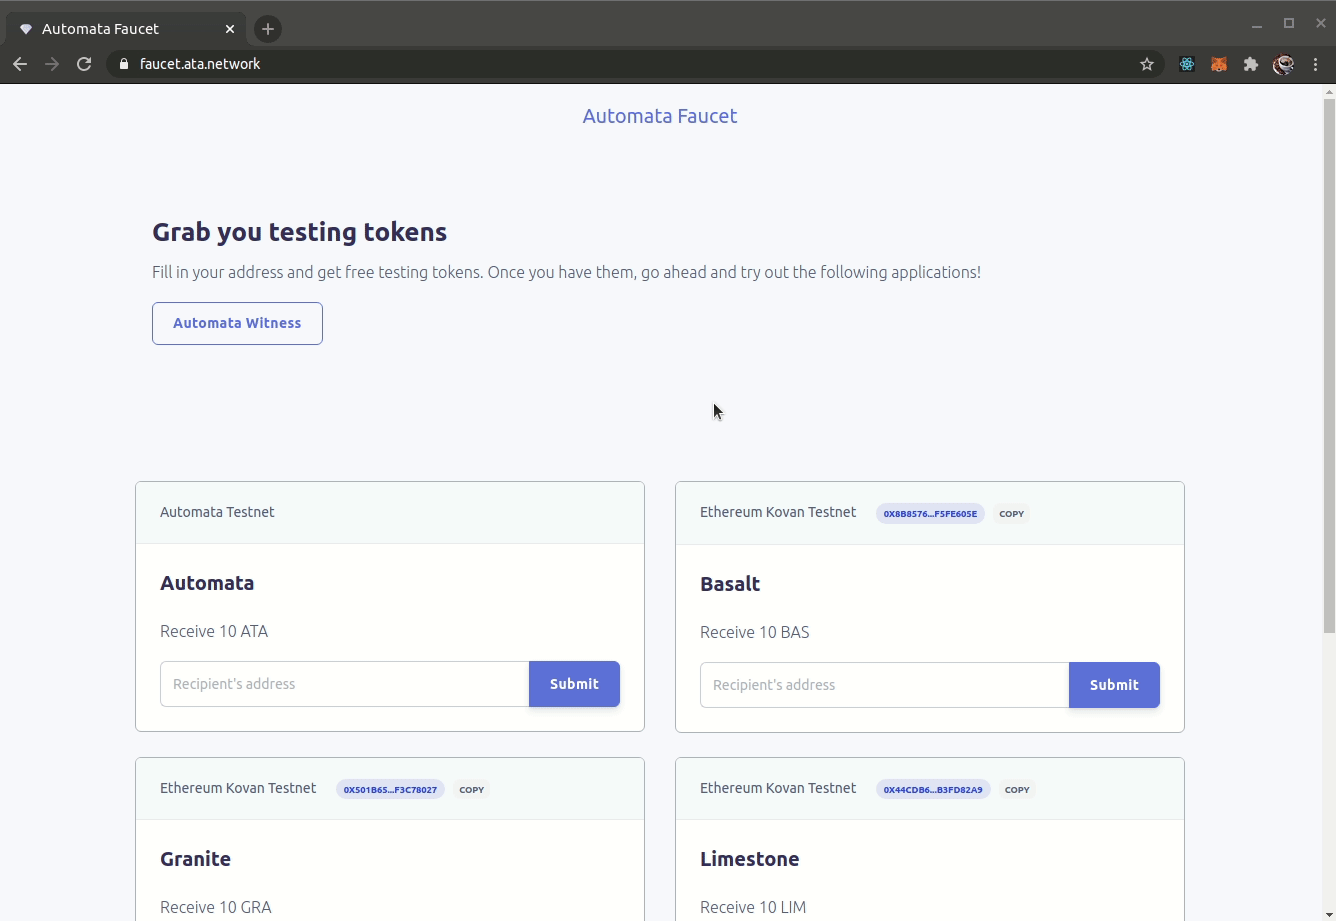 Automata Faucet
faucet.ata.network
Automata Faucet
Grab you testing tokens
Fill in your address and get free testing tokens. Once you have them, go ahead and try out the following applications!
Automata Witness
Automata Testnet
Automata
Receive 10 ATA
Recipient's address
Submit
Ethereum Kovan Testnet 0X8B8576...F5FE605E COPY
Basalt
Receive 10 BAS
Recipient's address
Submit
Ethereum Kovan Testnet 0X501B65...F3C78027 COPY
Granite
Receive 10 GRA
Ethereum Kovan Testnet 0X44CDB6...B3FD82A9 COPY
Limestone
Receive 10 LIM